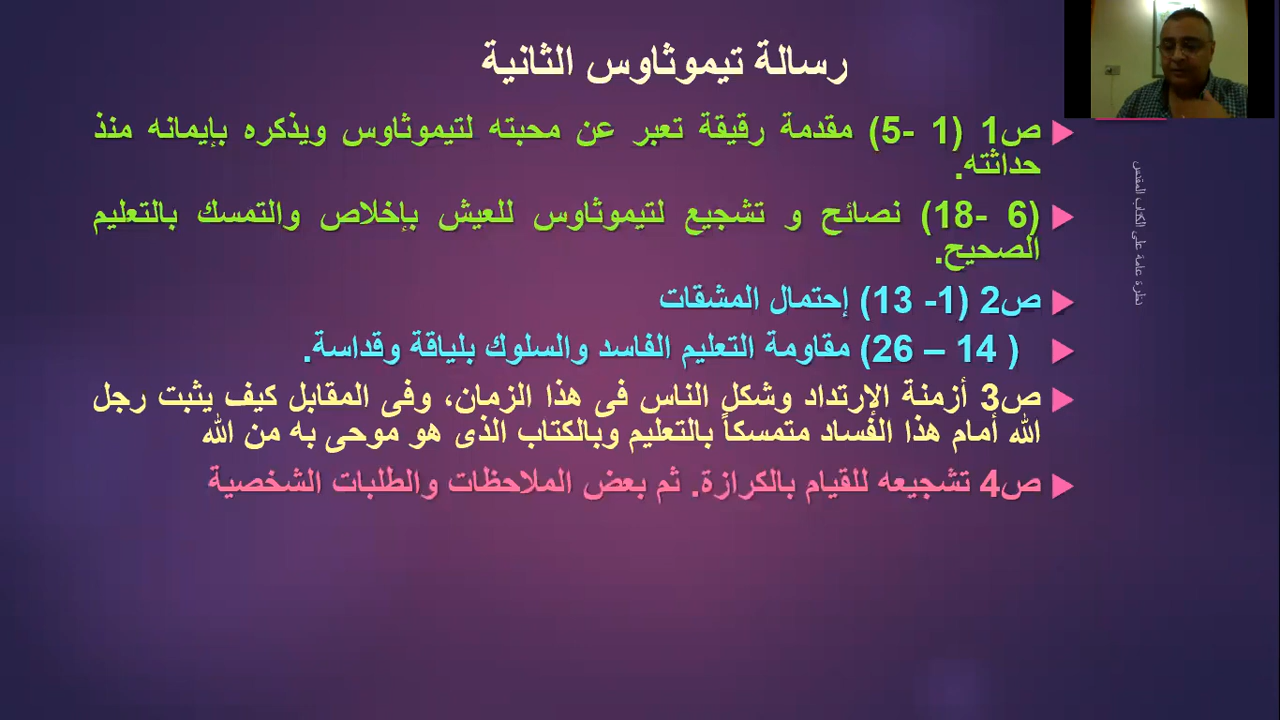 رسالة تيموثاوس الثانية
ص1 (1 -5) مقدمة رقيقة تعبر عن محبته لتيموثاوس ويذكره بإيمانه منذ
حداثته.
(6 -18) نصائح و تشجيع لتيموثاوس للعيش بإخلاص والتمسك بالتعليم
الصحيح.
ص2 (1- 13) إحتمال المشقات
( 14 – 26) مقاومة التعليم الفاسد والسلوك بلياقة وقداسة.
ص3 أزمنة الإرتداد وشكل الناس فى هذا الزمان، وفى المقابل كيف يثبت رجل
الله أمام هذا الفساد متمسكاً بالتعليم وبالكتاب الذى هو موحى به من الله
ص4 تشجيعه للقيام بالكرازة. ثم بعض الملاحظات والطلبات الشخصية
نظرة عامة على الكتاب المقدس